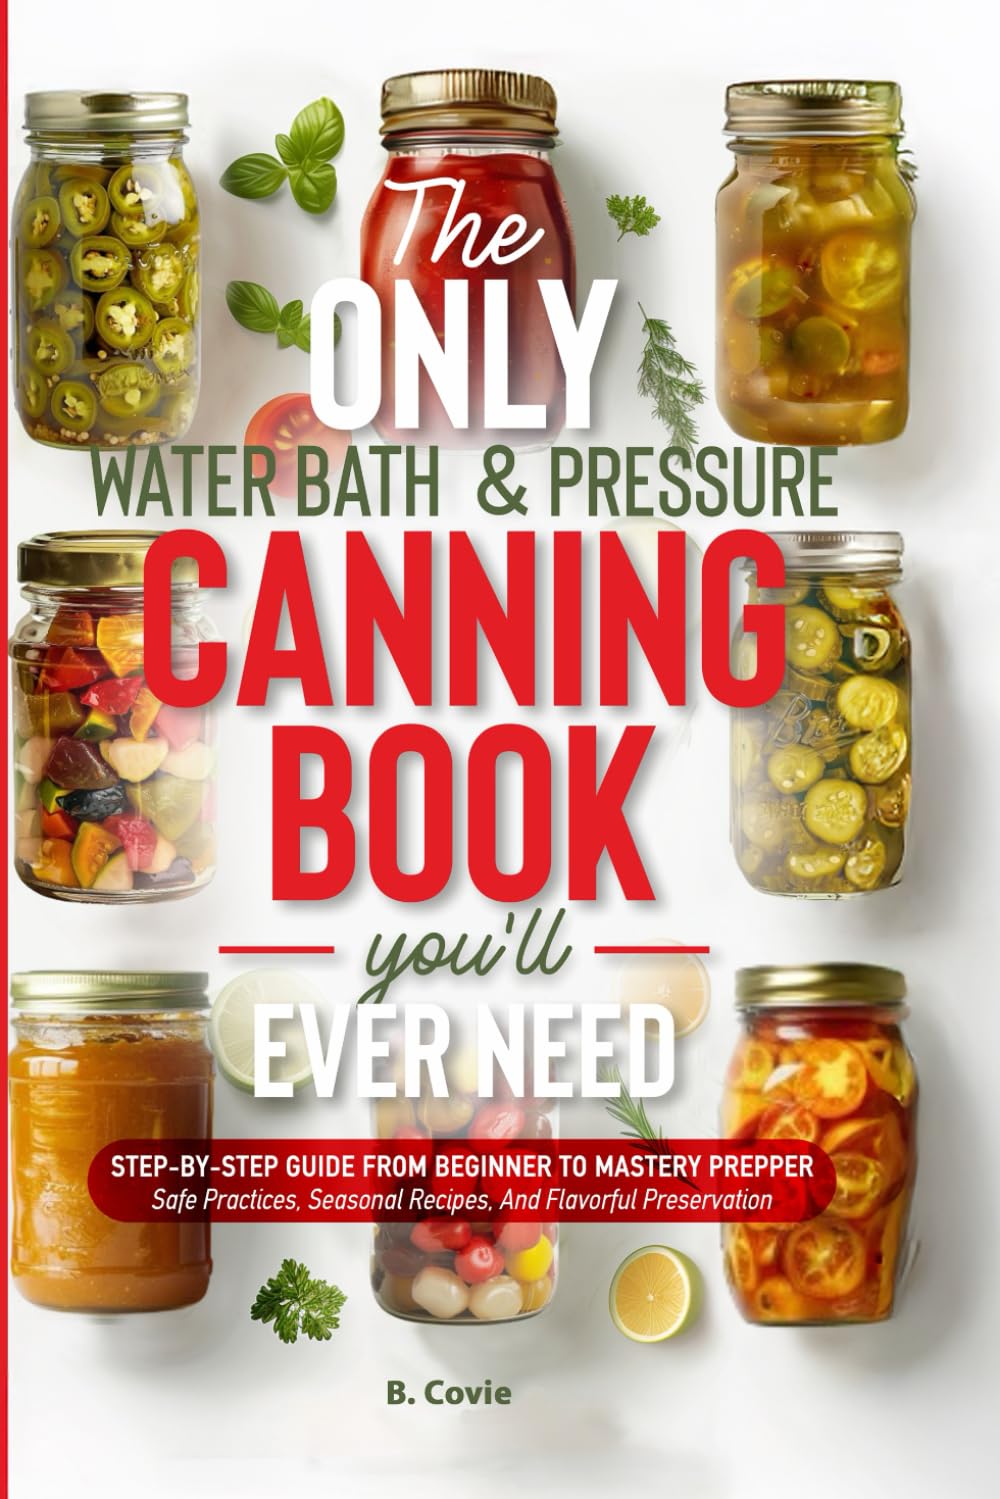 The
ONLY
WATER BATH & PRESSURE
CANNING
BOOK
you'll
EVER NEED
STEP-BY-STEP GUIDE FROM BEGINNER TO MASTERY PREPPER
Safe Practices, Seasonal Recipes, And Flavorful Preservation
B. Covie